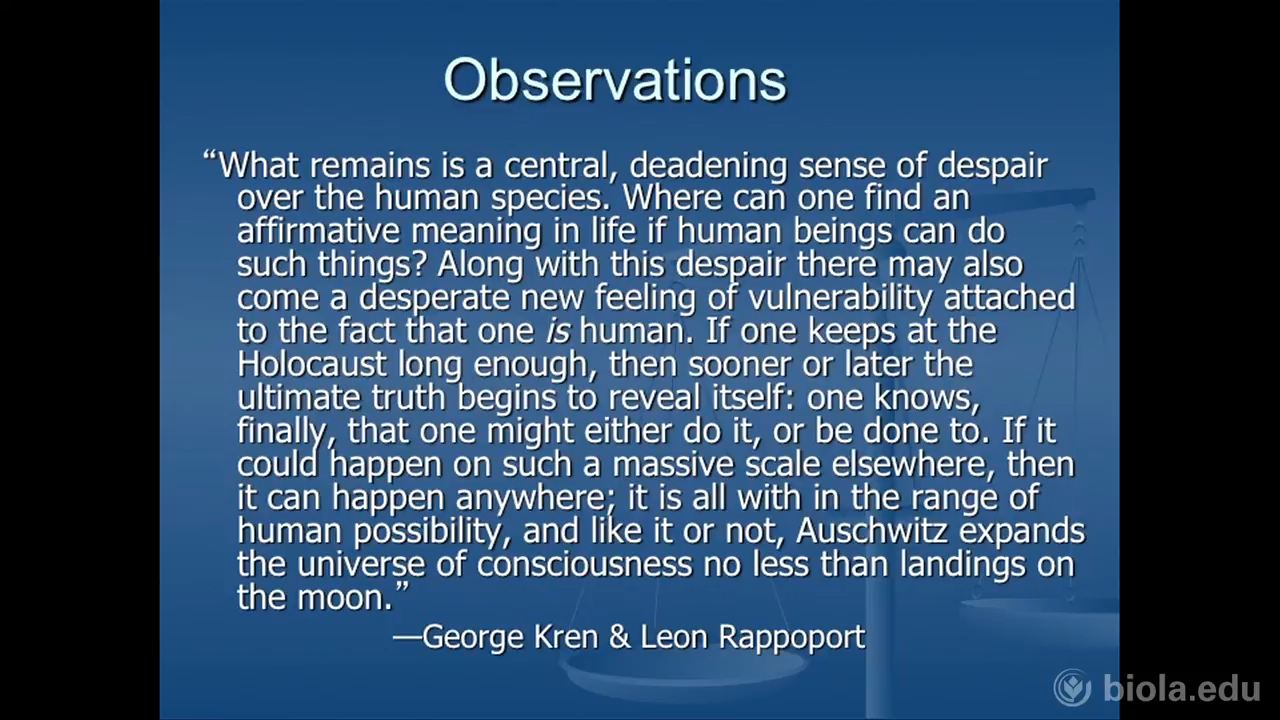 Observations
“What remains is a central, deadening sense of despair
over the human species. Where can one find an
affirmative meaning in life if human beings can do
such things? Along with this despair there may also
come a desperate new feeling of vulnerability attached
to the fact that one is human. If one keeps at the
Holocaust long enough, then sooner or later the
ultimate truth begins to reveal itself: one knows,
finally, that one might either do it, or be done to. If it
could happen on such a massive scale elsewhere, then
it can happen anywhere; it is all with in the range of
human possibility, and like it or not, Auschwitz expands
the universe of consciousness no less than landings on
the moon.”
—George Kren & Leon Rappoport
biola.edu